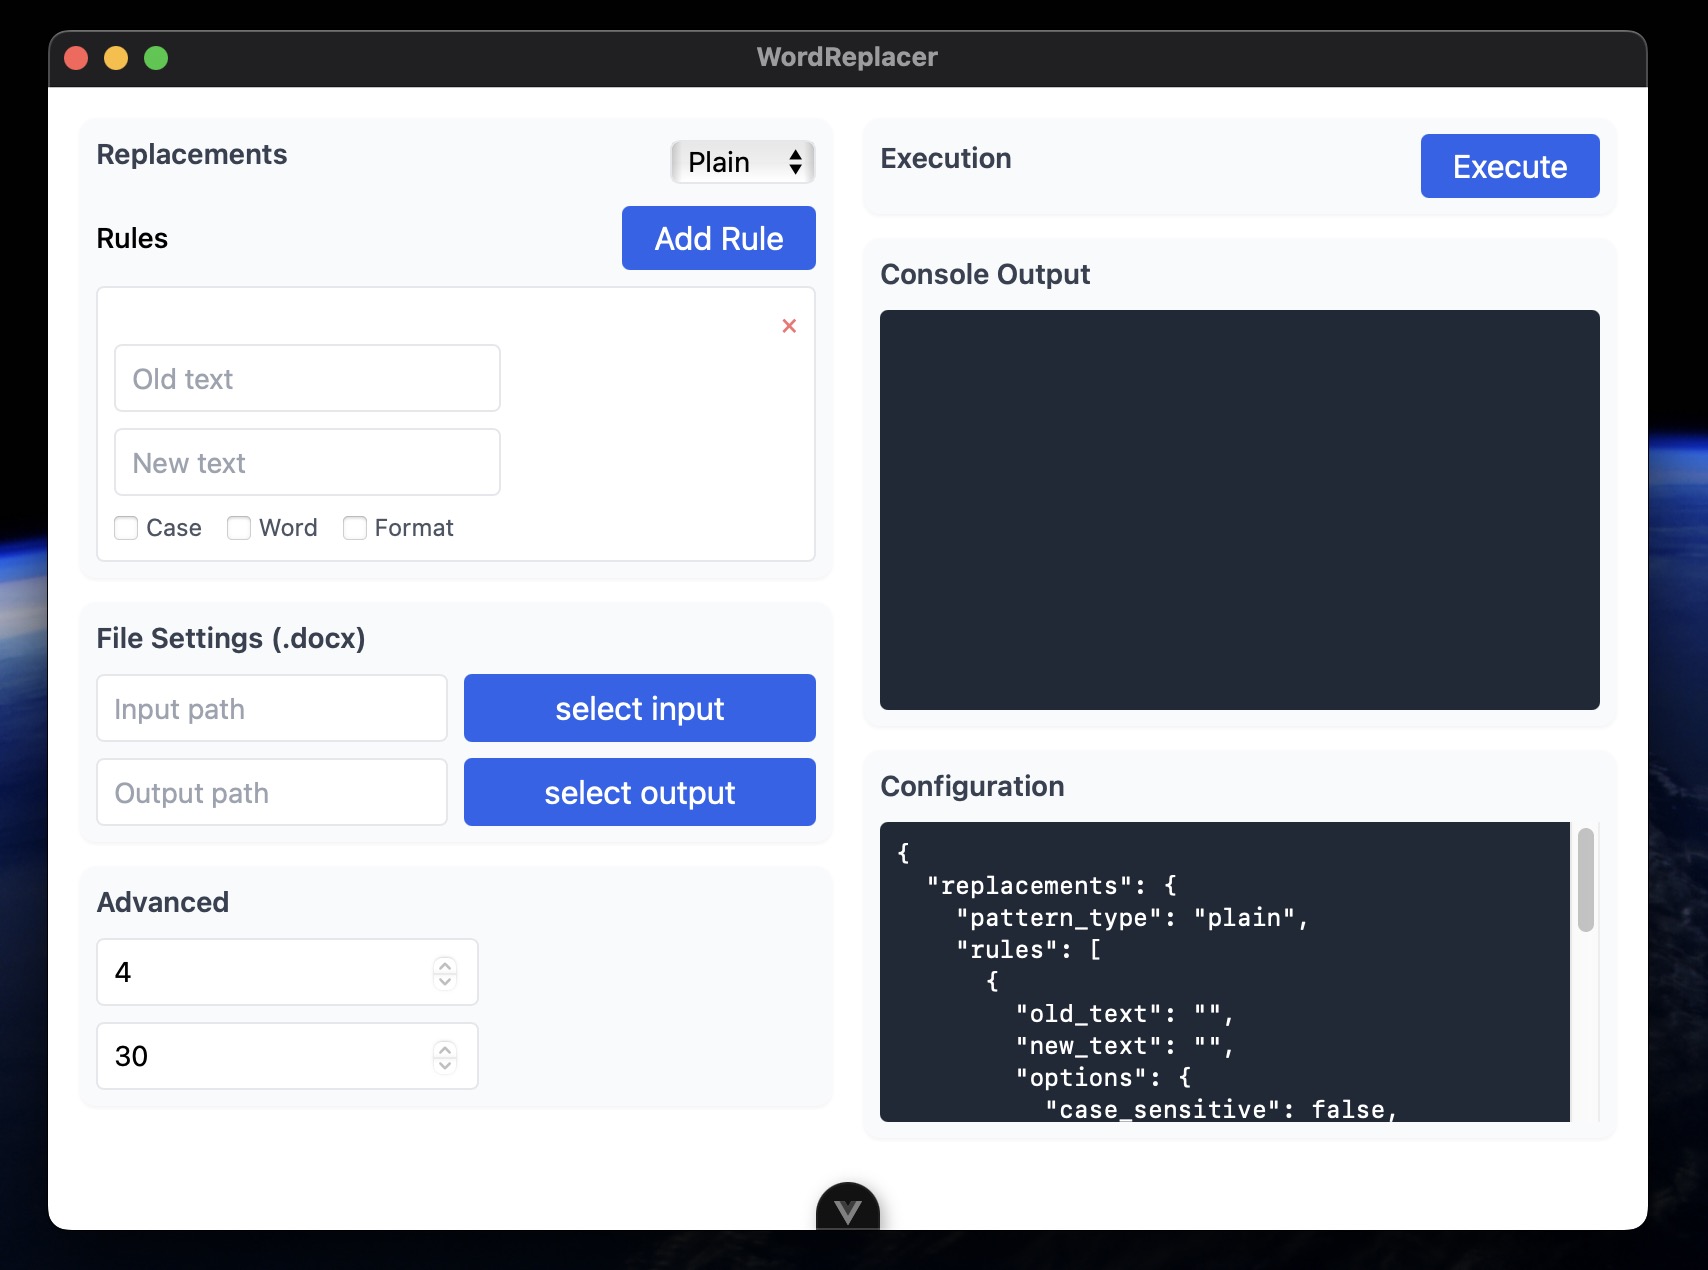 WordReplacer
Replacements
Plain
Rules
Add Rule
×
Old text
New text
Case Word Format
File Settings (.docx)
Input path
select input
Output path
select output
Advanced
4
30
Execution
Execute
Console Output
Configuration
{
"replacements": {
"pattern_type": "plain",
"rules": [
{
"old_text": "",
"new_text": "",
"options": {
"case_sensitive": false,